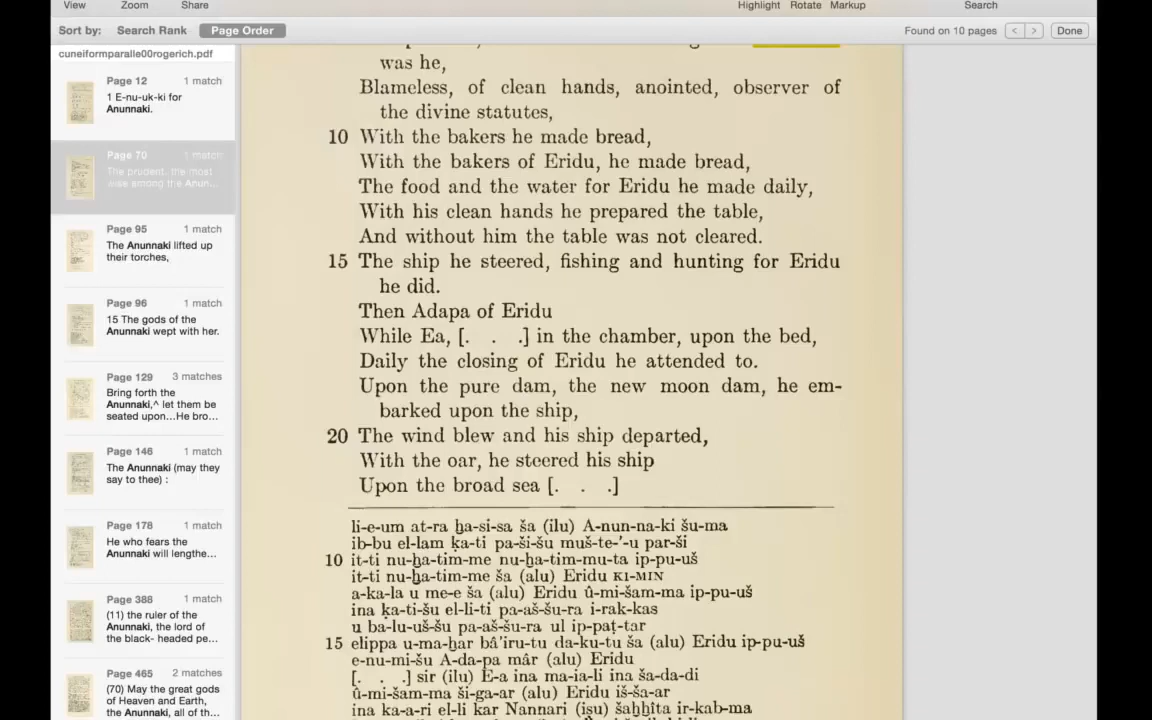 View
Zoom
Share
Highlight
Rotate
Markup
Search
Sort by:
Search Rank
Page Order
Found on 10 pages
<
>
Done
cuneiformparalle00rogerich.pdf
Page 12
1 match
1 E-nu-uk-ki for
Anunnaki.
Page 70
1 match
The prudent, the most
wise among the Anun...
Page 95
1 match
The Anunnaki lifted up
their torches,
Page 96
1 match
15 The gods of the
Anunnaki wept with her.
Page 129
3 matches
Bring forth the
Anunnaki,^ let them be
seated upon...He bro...
Page 146
1 match
The Anunnaki (may they
say to thee) :
Page 178
1 match
He who fears the
Anunnaki will lengthe...
Page 388
1 match
(11) the ruler of the
Anunnaki, the lord of
the black- headed pe...
Page 465
2 matches
(70) May the great gods
of Heaven and Earth,
the Anunnaki, all of th...
was he,
Blameless, of clean hands, anointed, observer of
the divine statutes,
10 With the bakers he made bread,
With the bakers of Eridu, he made bread,
The food and the water for Eridu he made daily,
With his clean hands he prepared the table,
And without him the table was not cleared.
15 The ship he steered, fishing and hunting for Eridu
he did.
Then Adapa of Eridu
While Ea, [. . .] in the chamber, upon the bed,
Daily the closing of Eridu he attended to.
Upon the pure dam, the new moon dam, he em-
barked upon the ship,
20 The wind blew and his ship departed,
With the oar, he steered his ship
Upon the broad sea [. . .]
li-e-um at-ra ḫa-si-sa ša (ilu) A-nun-na-ki šu-ma
ib-bu el-lam ḳa-ti pa-ši-šu muš-te-'-u par-ši
10 it-ti nu-ḫa-tim-me nu-ḫa-tim-mu-ta ip-pu-uš
it-ti nu-ḫa-tim-me ša (alu) Eridu KI-MIN
a-ka-la u me-e ša (alu) Eridu û-mi-šam-ma ip-pu-uš
ina ḳa-ti-šu el-li-ti pa-aš-šu-ra i-rak-kas
u ba-lu-uš-šu pa-aš-šu-ra ul ip-paṭ-tar
15 elippa u-ma-ḫar bâ'iru-tu da-ku-tu ša (alu) Eridu ip-pu-uš
e-nu-mi-šu A-da-pa mâr (alu) Eridu
[. . .] sir (ilu) E-a ina ma-ia-li ina ša-da-di
û-mi-šam-ma ši-ga-ar (alu) Eridu iš-ša-ar
ina ka-a-ri el-li kar Nannari (iṣu) šaḫḫîta ir-kab-ma